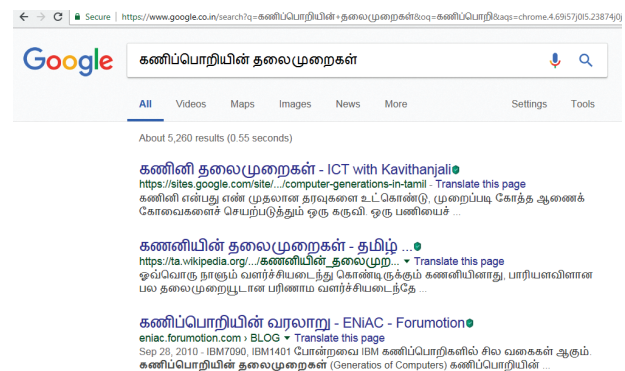 Secure | https://www.google.co.in/search?q=கணிப்பொறியின்+தலைமுறைகள்&oq=கணிப்பொறி&aqs=chrome.4.69i57j0l5.23874j0j
Google
கணிப்பொறியின் தலைமுறைகள்
All Videos Maps Images News More Settings Tools
About 5,260 results (0.55 seconds)
கணினி தலைமுறைகள் - ICT with Kavithanjali
https://sites.google.com/site/.../computer-generations-in-tamil - Translate this page
கணினி என்பது எண் முதலான தரவுகளை உட்கொண்டு, முறைப்படி கோத்த ஆணைக்
கோவைகளைச் செயற்படுத்தும் ஒரு கருவி. ஒரு பணியைச் ...
கணனியின் தலைமுறைகள் - தமிழ் ...
https://ta.wikipedia.org/.../கணனியின்_தலைமுற... ▾ Translate this page
ஒவ்வொரு நாளும் வளர்ச்சியடைந்து கொண்டிருக்கும் கணனியினாது, பாரியளவிளான
பல தலைமுறையூடான பரிணாம வளர்ச்சியடைந்தே ...
கணிப்பொறியின் வரலாறு - ENiAC - Forumotion
eniac.forumotion.com › BLOG ▾ Translate this page
Sep 28, 2010 - IBM7090, IBM1401 போன்றவை IBM கணிப்பொறிகளில் சில வகைகள் ஆகும்.
கணிப்பொறியின் தலைமுறைகள் (Generatios of Computers) கணிப்பொறியின் ...